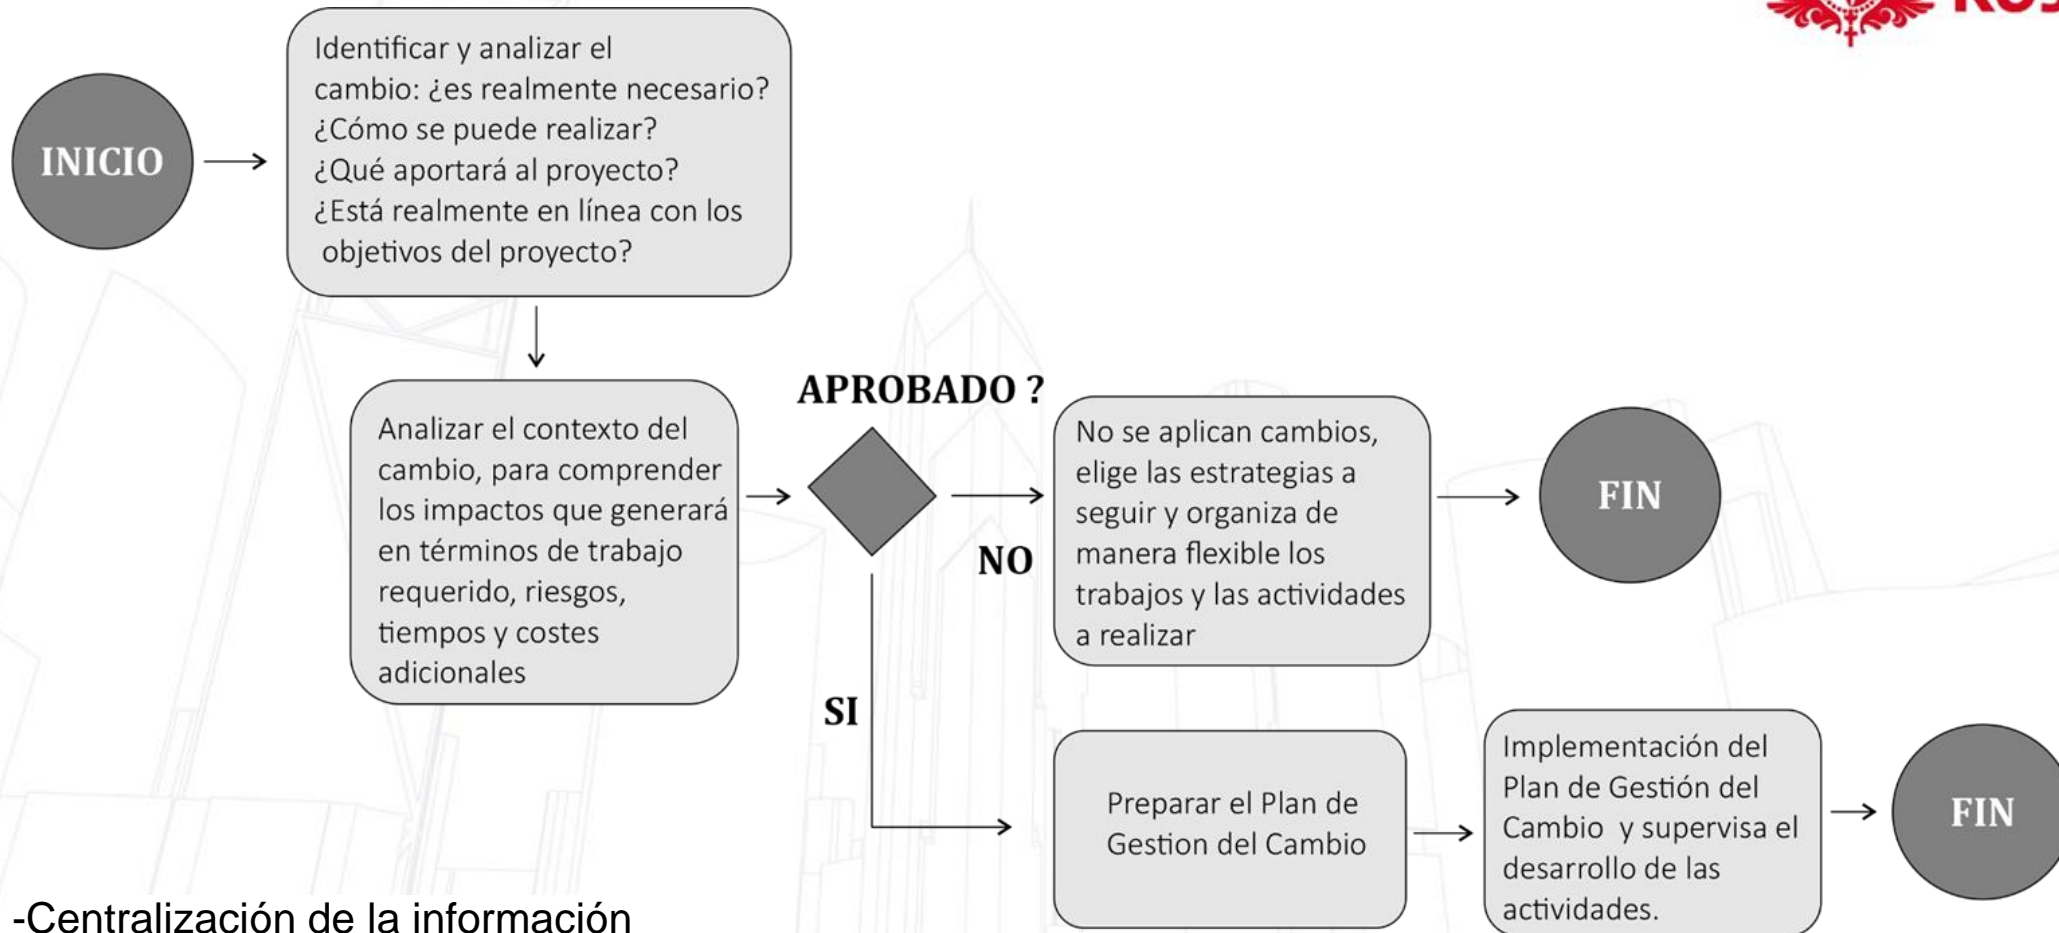 INICIO
Identificar y analizar el
cambio: ¿es realmente necesario?
¿Cómo se puede realizar?
¿Qué aportará al proyecto?
¿Está realmente en línea con los
objetivos del proyecto?
Analizar el contexto del
cambio, para comprender
los impactos que generará
en términos de trabajo
requerido, riesgos,
tiempos y costes
adicionales
APROBADO ?
NO
No se aplican cambios,
elige las estrategias a
seguir y organiza de
manera flexible los
trabajos y las actividades
a realizar
FIN
SI
Preparar el Plan de
Gestion del Cambio
Implementación del
Plan de Gestión del
Cambio y supervisa el
desarrollo de las
actividades.
FIN
-Centralización de la información